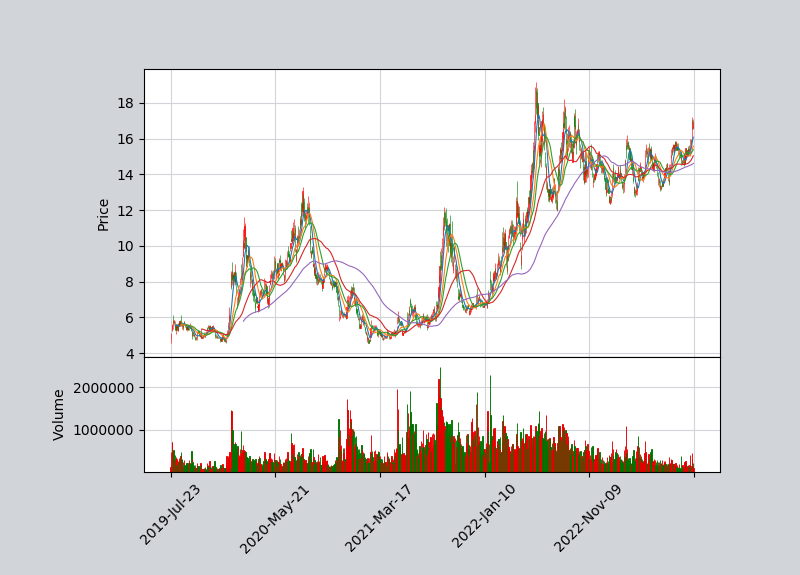 Price
18
16
14
12
10
8
6
4
Volume
2000000
1000000
2019-Jul-23
2020-May-21
2021-Mar-17
2022-Jan-10
2022-Nov-09